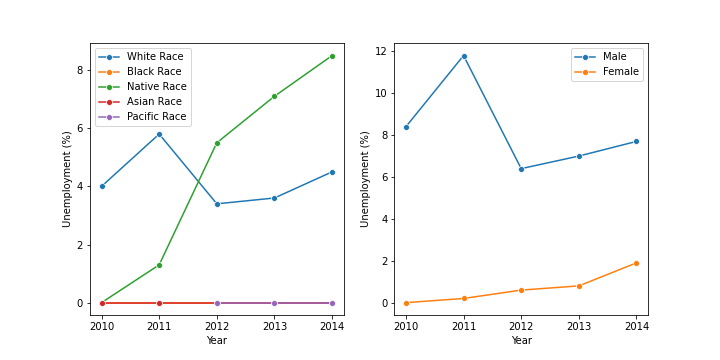 White Race
Black Race
Native Race
Asian Race
Pacific Race
8
6
4
2
0
Unemployment (%)
2010 2011 2012 2013 2014
Year
Male
Female
12
10
8
6
4
2
0
Unemployment (%)
2010 2011 2012 2013 2014
Year